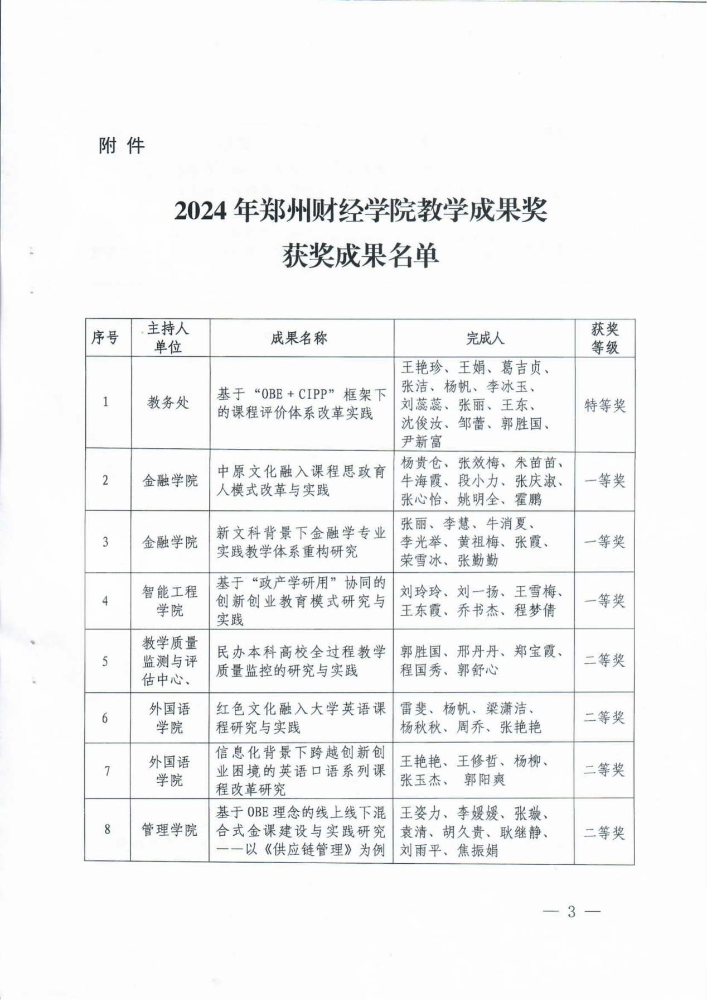 附 件
2024 年郑州财经学院教学成果奖
获奖成果名单
序号
主持人
单位
成果名称
完成人
获奖
等级
1
教务处
基于“OBE + CIPP”框架下
的课程评价体系改革实践
王艳珍、王娟、葛吉贞、
张洁、杨帆、李冰玉、
刘蕊蕊、张丽、王东、
沈俊汝、邹蕾、郭胜国、
尹新富
特等奖
2
金融学院
中原文化融入课程思政育
人模式改革与实践
杨贵仓、张效梅、朱苗苗、
牛海霞、段小力、张庆淑、
张心怡、姚明全、霍鹏
一等奖
3
金融学院
新文科背景下金融学专业
实践教学体系重构研究
张丽、李慧、牛消夏、
李光举、黄祖梅、张霞、
荣雪冰、张勤勤
一等奖
4
智能工程
学院
基于“政产学研用”协同的
创新创业教育模式研究与
实践
刘玲玲、刘一扬、王雪梅、
王东霞、乔书杰、程梦倩
一等奖
5
教学质量
监测与评
估中心、
民办本科高校全过程教学
质量监控的研究与实践
郭胜国、邢丹丹、郑宝霞、
程国秀、郭舒心
二等奖
6
外国语
学院
红色文化融入大学英语课
程研究与实践
雷斐、杨帆、梁潇洁、
杨秋秋、周乔、张艳艳
二等奖
7
外国语
学院
信息化背景下跨越创新创
业困境的英语口语系列课
程改革研究
王艳艳、王修哲、杨柳、
张玉杰、 郭阳爽
二等奖
8
管理学院
基于 OBE 理念的线上线下混
合式金课建设与实践研究
——以《供应链管理》为例
王姿力、李媛媛、张璇、
袁清、胡久贵、耿继静、
刘雨平、焦振娟
二等奖
— 3 —